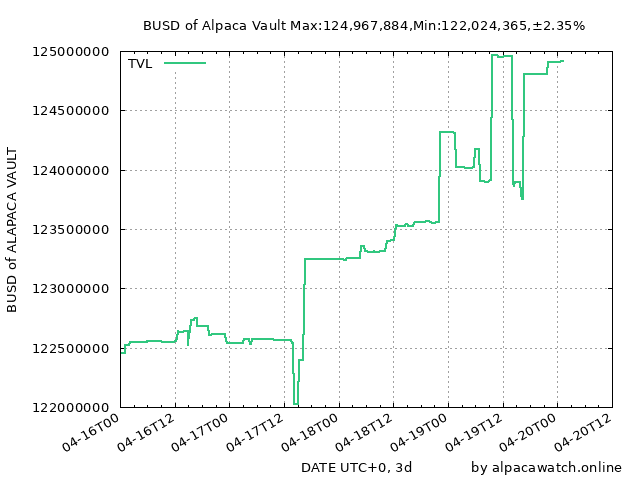 BUSD of Alpaca Vault Max:124,967,884,Min:122,024,365,±2.35%
TVL
125000000
124500000
124000000
123500000
123000000
122500000
122000000
BUSD of ALAPACA VAULT
04-16T00
04-16T12
04-17T00
04-17T12
04-18T00
04-18T12
04-19T00
04-19T12
04-20T00
04-20T12
DATE UTC+0, 3d
by alpacawatch.online